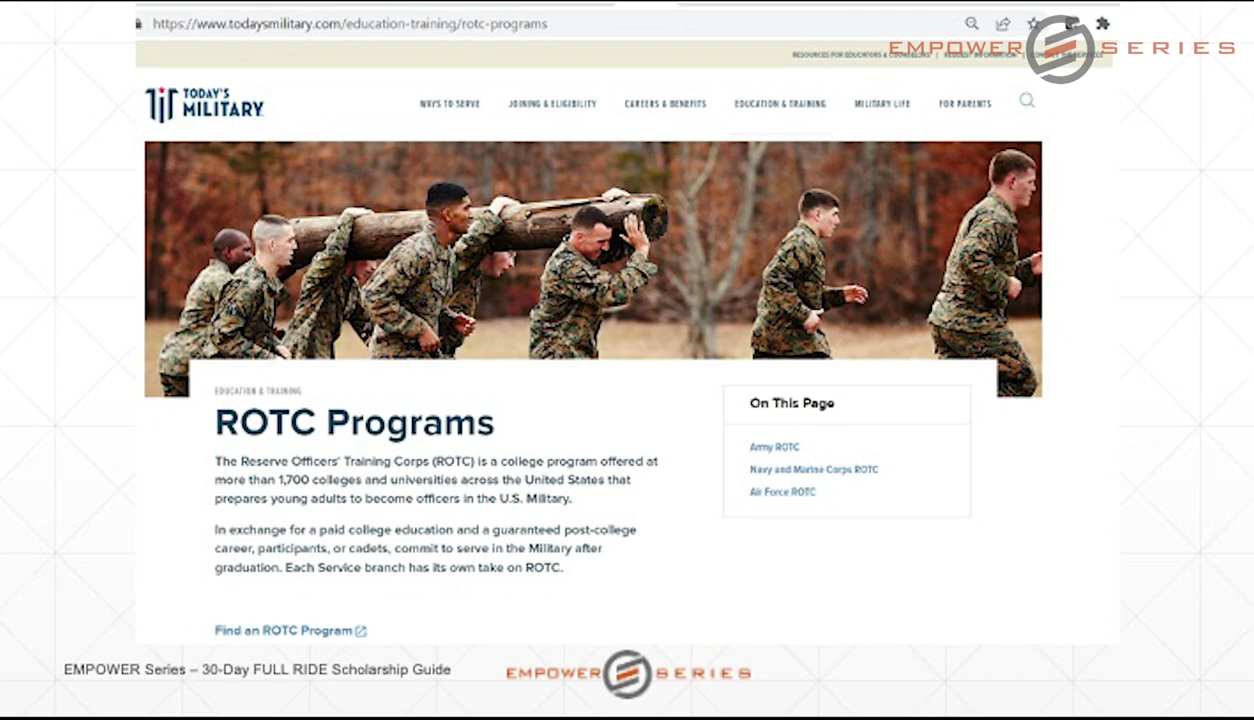 https://www.todaysmilitary.com/education-training/rotc-programs
EMPOWER SERIES
RESOURCES FOR EDUCATORS & COUNSELORS | REQUEST INFORMATION |
TODAY'S
MILITARY
WAYS TO SERVE JOINING & ELIGIBILITY CAREERS & BENEFITS EDUCATION & TRAINING MILITARY LIFE FOR PARENTS
EDUCATION & TRAINING
ROTC Programs
The Reserve Officers' Training Corps (ROTC) is a college program offered at
more than 1,700 colleges and universities across the United States that
prepares young adults to become officers in the U.S. Military.
In exchange for a paid college education and a guaranteed post-college
career, participants, or cadets, commit to serve in the Military after
graduation. Each Service branch has its own take on ROTC.
Find an ROTC Program
On This Page
Army ROTC
Navy and Marine Corps ROTC
Air Force ROTC
EMPOWER Series – 30-Day FULL RIDE Scholarship Guide
EMPOWER SERIES